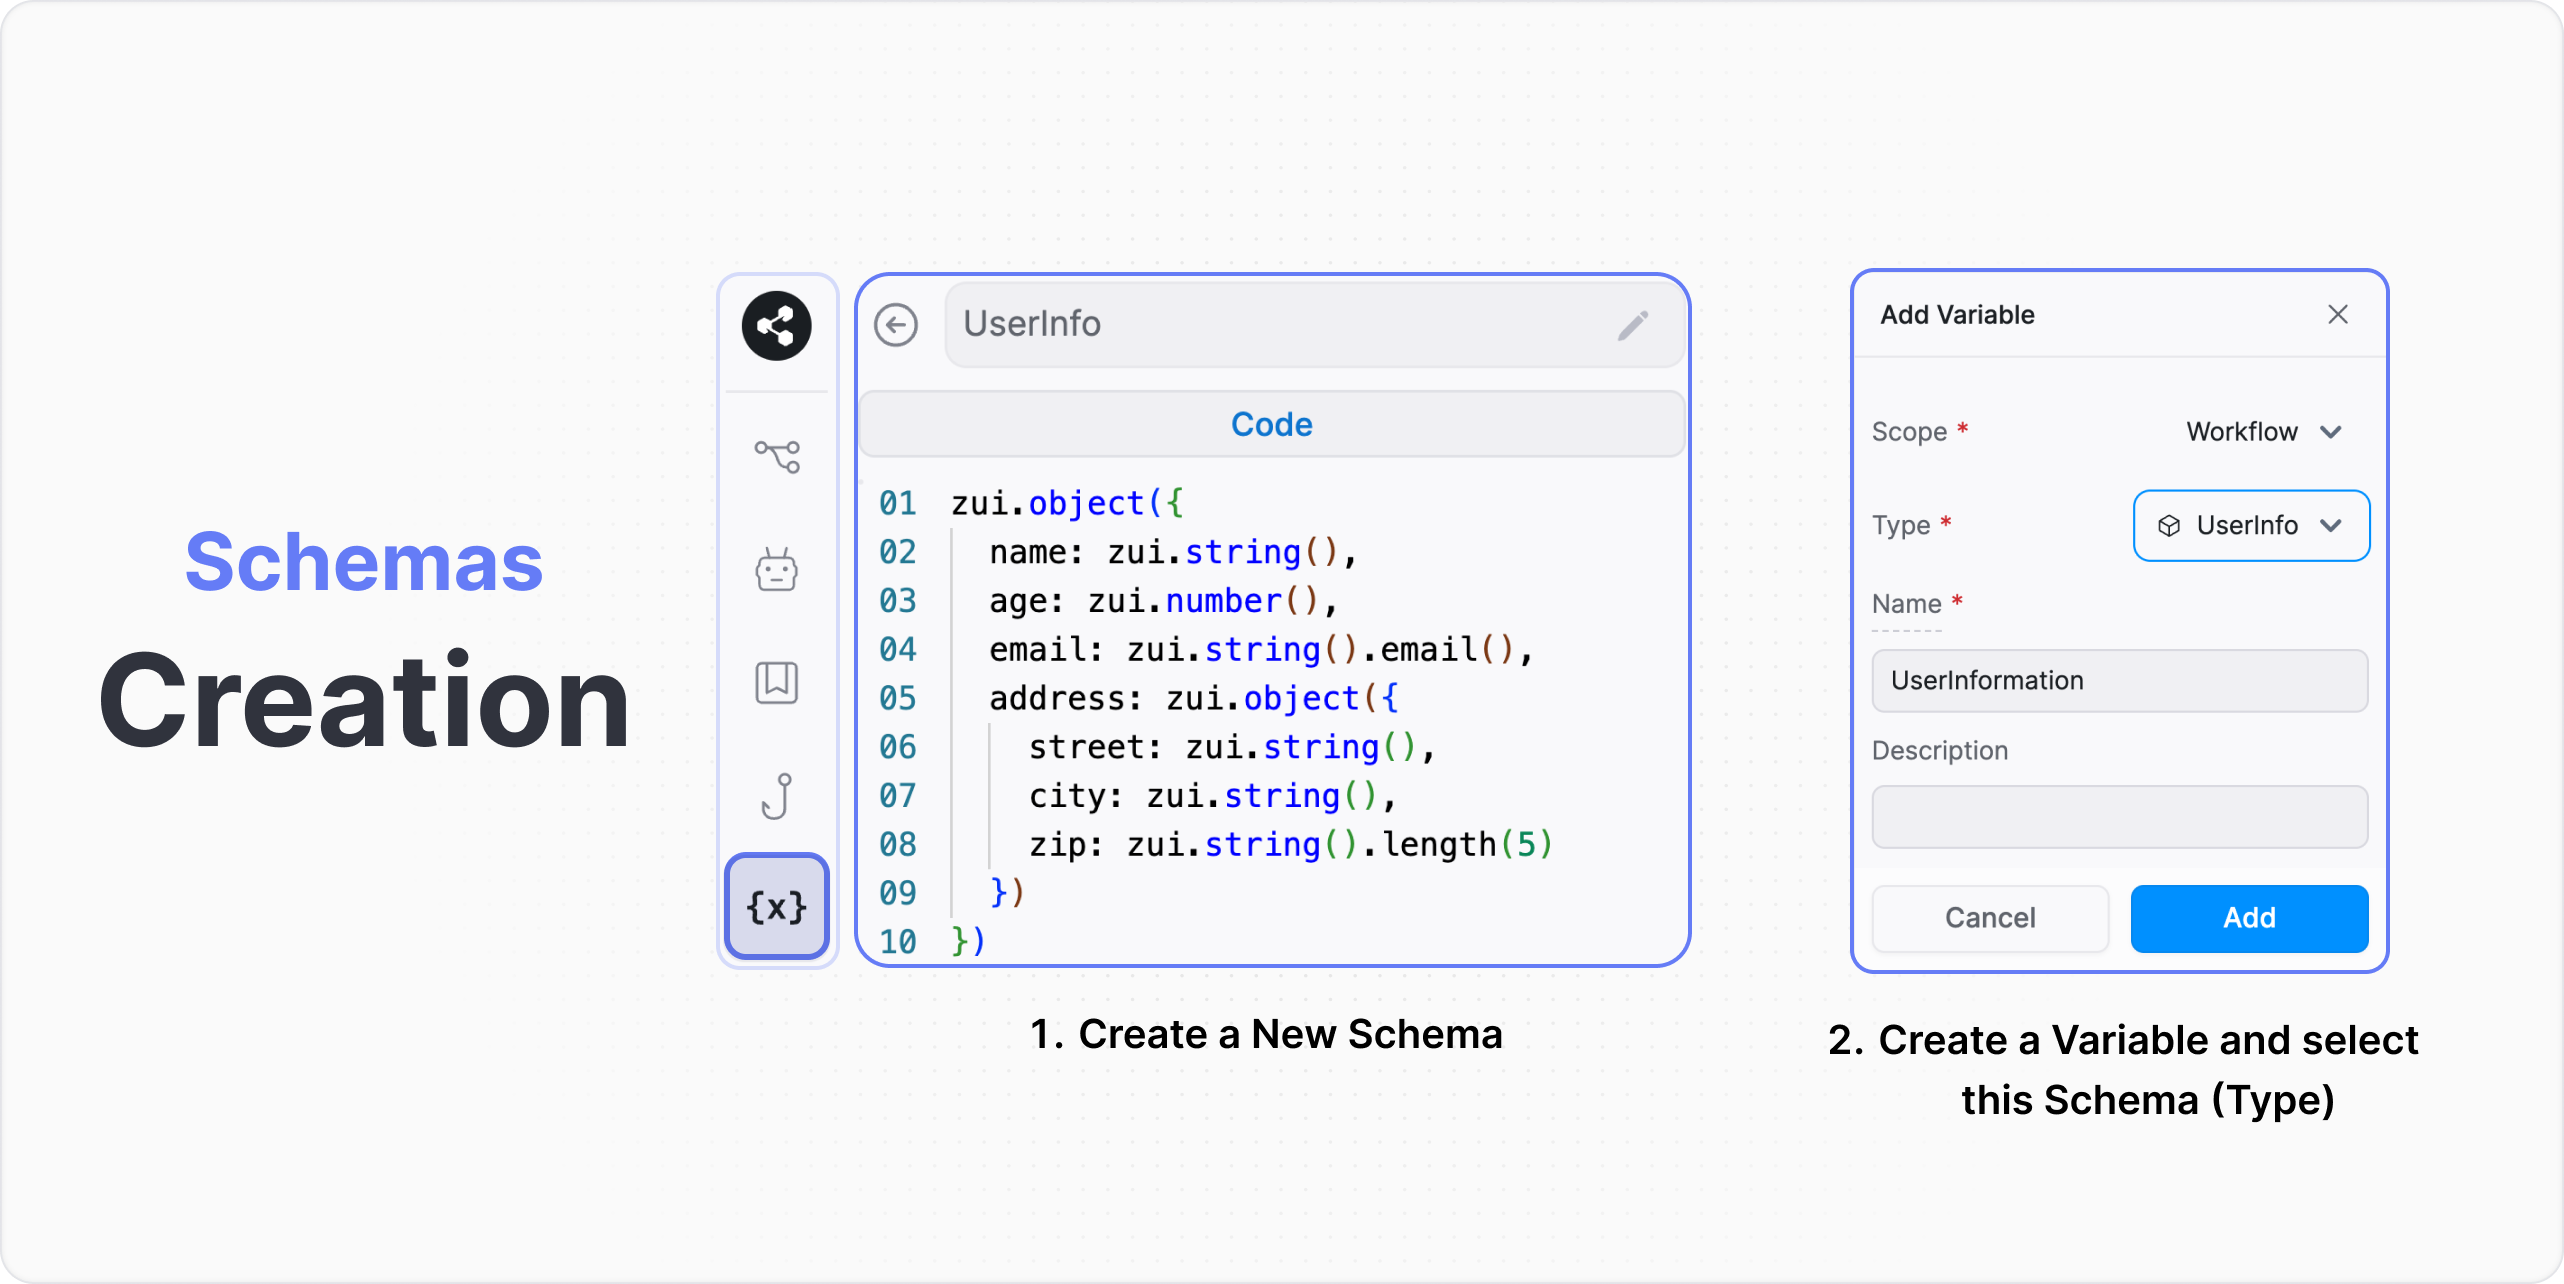 Schemas
Creation
{x}
UserInfo
Code
01 zui.object({
02 name: zui.string(),
03 age: zui.number(),
04 email: zui.string().email(),
05 address: zui.object({
06 street: zui.string(),
07 city: zui.string(),
08 zip: zui.string().length(5)
09 })
10 })
1. Create a New Schema
Add Variable
Scope * Workflow
Type * UserInfo
Name *
UserInformation
Description
Cancel Add
2. Create a Variable and select
this Schema (Type)